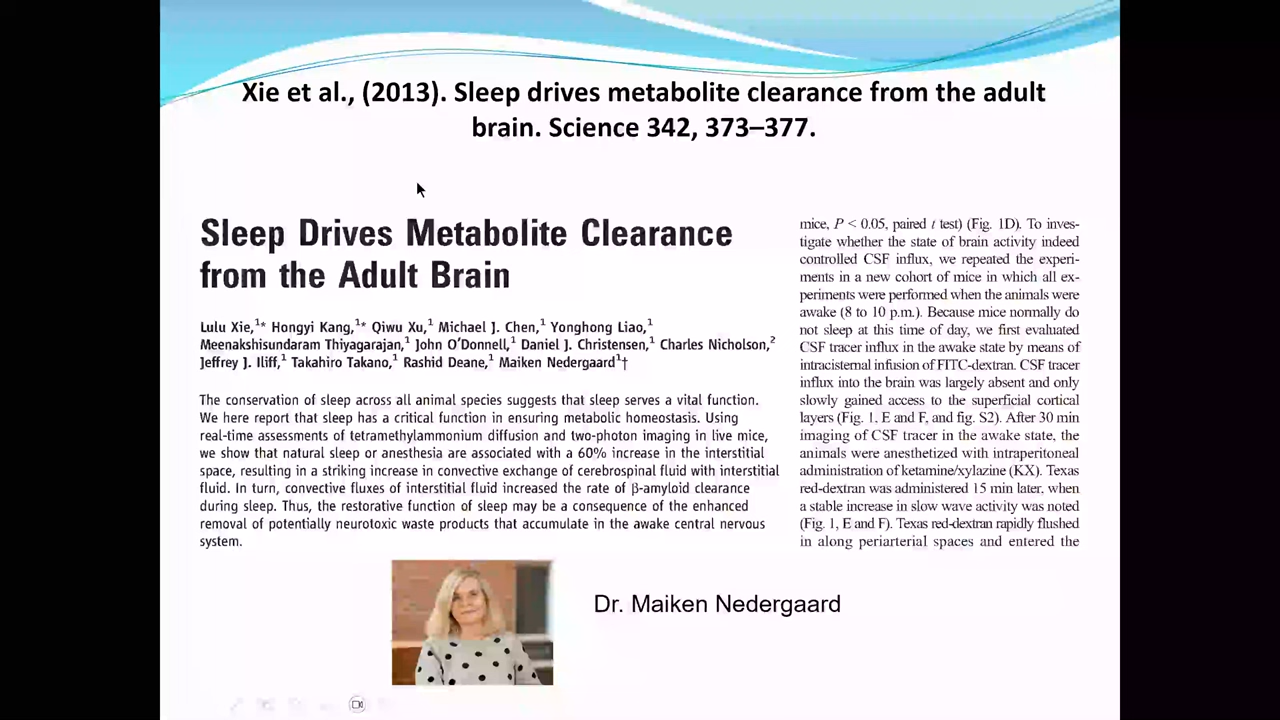 Xie et al., (2013). Sleep drives metabolite clearance from the adult
brain. Science 342, 373–377.
Sleep Drives Metabolite Clearance
from the Adult Brain
Lulu Xie,¹* Hongyi Kang,¹* Qiwu Xu,¹ Michael J. Chen,¹ Yonghong Liao,¹
Meenakshisundaram Thiyagarajan,¹ John O’Donnell,¹ Daniel J. Christensen,¹ Charles Nicholson,²
Jeffrey J. Iliff,¹ Takahiro Takano,¹ Rashid Deane,¹ Maiken Nedergaard¹†
The conservation of sleep across all animal species suggests that sleep serves a vital function.
We here report that sleep has a critical function in ensuring metabolic homeostasis. Using
real-time assessments of tetramethylammonium diffusion and two-photon imaging in live mice,
we show that natural sleep or anesthesia are associated with a 60% increase in the interstitial
space, resulting in a striking increase in convective exchange of cerebrospinal fluid with interstitial
fluid. In turn, convective fluxes of interstitial fluid increased the rate of β-amyloid clearance
during sleep. Thus, the restorative function of sleep may be a consequence of the enhanced
removal of potentially neurotoxic waste products that accumulate in the awake central nervous
system.
mice, P < 0.05, paired t test) (Fig. 1D). To inves-
tigate whether the state of brain activity indeed
controlled CSF influx, we repeated the experi-
ments in a new cohort of mice in which all ex-
periments were performed when the animals were
awake (8 to 10 p.m.). Because mice normally do
not sleep at this time of day, we first evaluated
CSF tracer influx in the awake state by means of
intracisternal infusion of FITC-dextran. CSF tracer
influx into the brain was largely absent and only
slowly gained access to the superficial cortical
layers (Fig. 1, E and F, and fig. S2). After 30 min
imaging of CSF tracer in the awake state, the
animals were anesthetized with intraperitoneal
administration of ketamine/xylazine (KX). Texas
red-dextran was administered 15 min later, when
a stable increase in slow wave activity was noted
(Fig. 1, E and F). Texas red-dextran rapidly flushed
in along periarterial spaces and entered the
Dr. Maiken Nedergaard